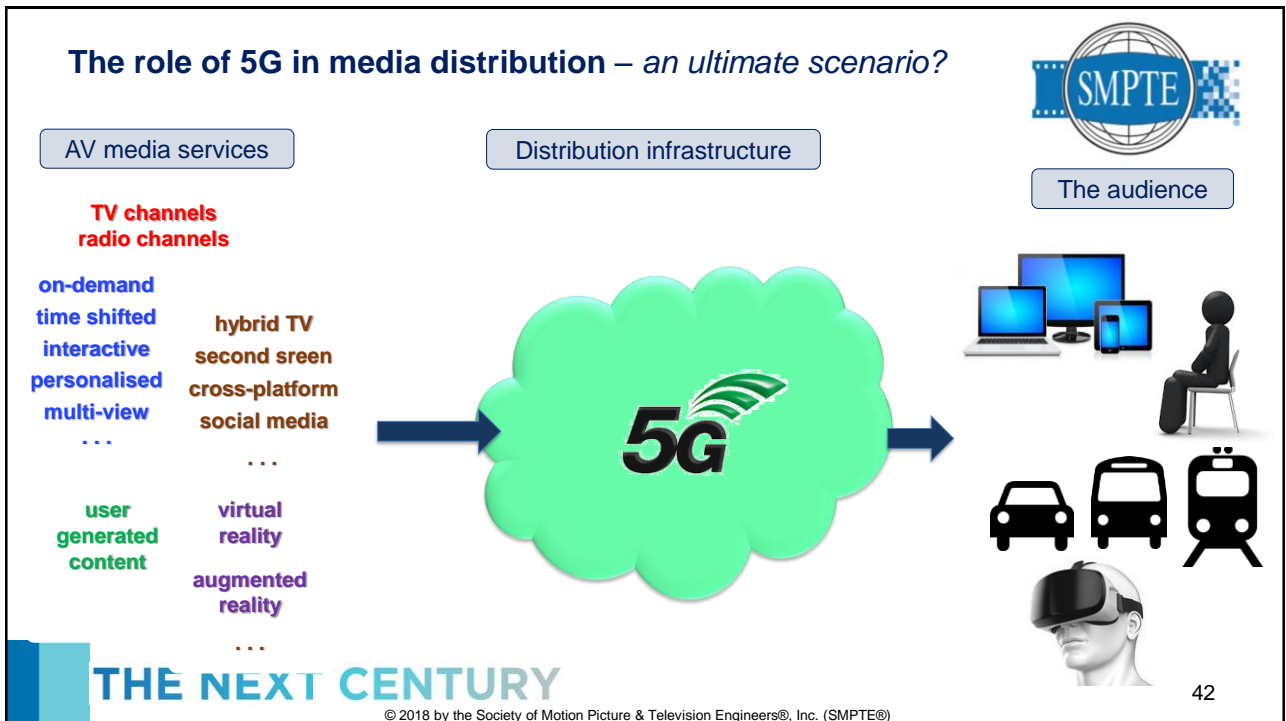 The role of 5G in media distribution – an ultimate scenario?
SMPTE
AV media services
Distribution infrastructure
The audience
TV channels
radio channels
on-demand
time shifted
interactive
personalised
multi-view
. . .
hybrid TV
second sreen
cross-platform
social media
. . .
user
generated
content
virtual
reality
augmented
reality
. . .
5G
THE NEXT CENTURY
42
© 2018 by the Society of Motion Picture & Television Engineers®, Inc. (SMPTE®)